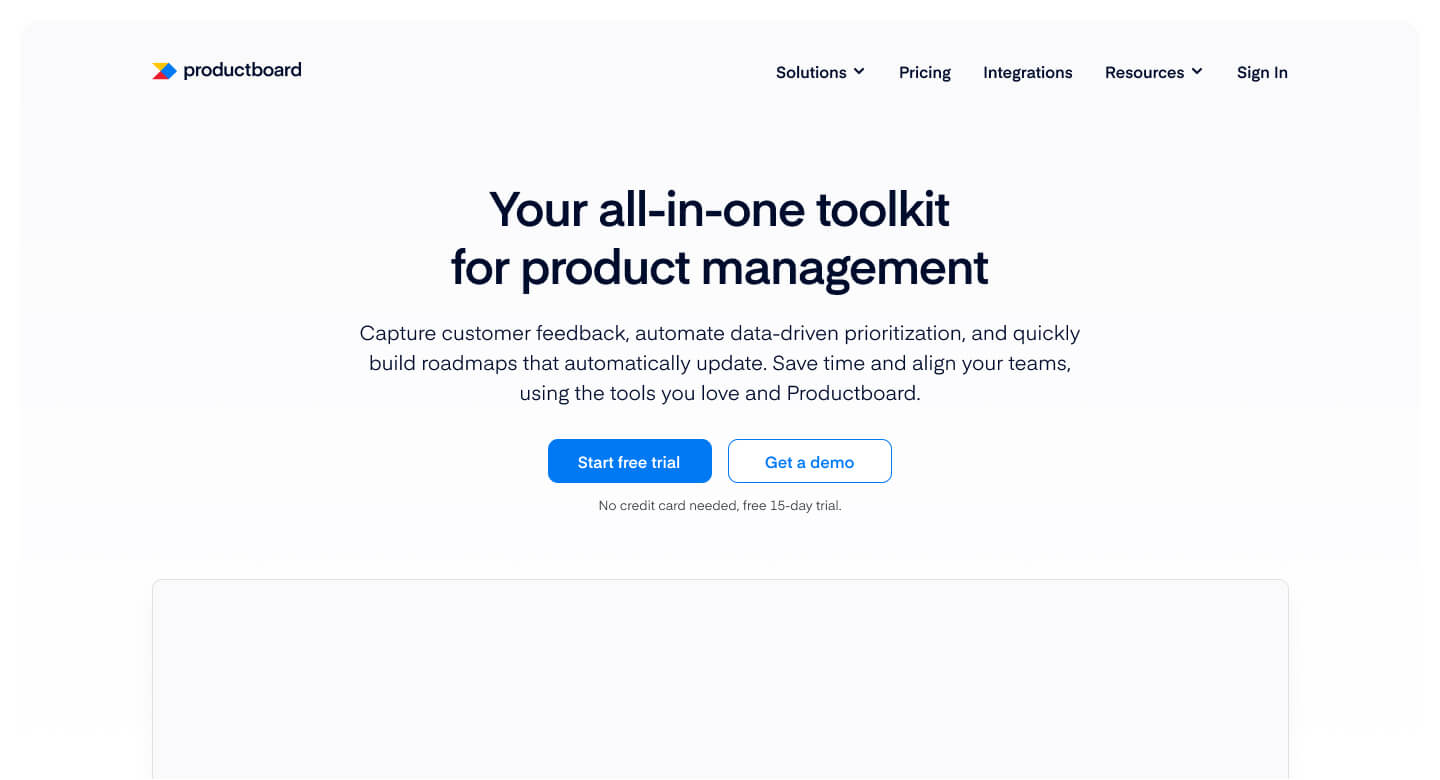 productboard
Solutions
Pricing
Integrations
Resources
Sign In
Your all-in-one toolkit
for product management
Capture customer feedback, automate data-driven prioritization, and quickly
build roadmaps that automatically update. Save time and align your teams,
using the tools you love and Productboard.
Start free trial
Get a demo
No credit card needed, free 15-day trial.